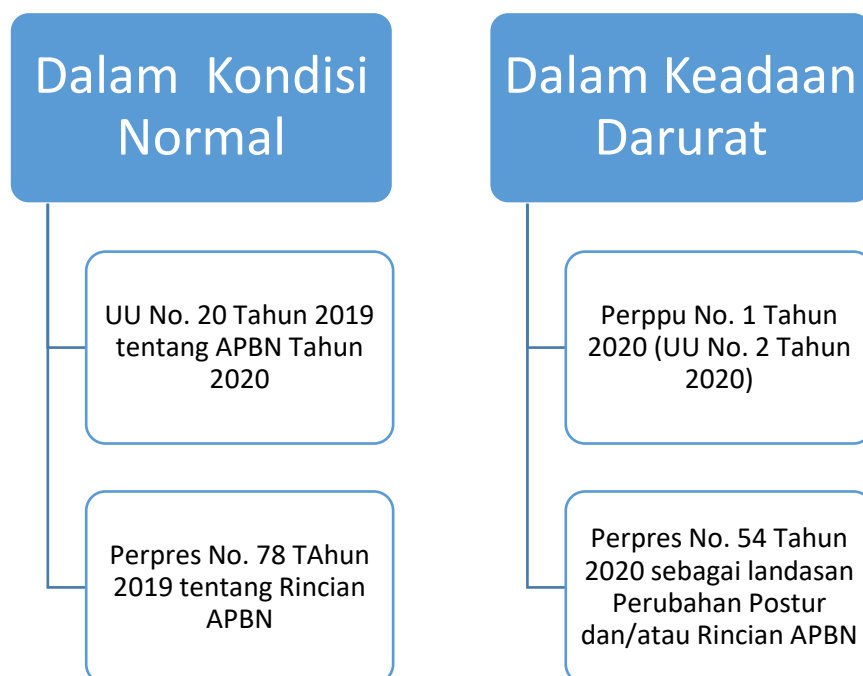 Dalam Kondisi
Normal
UU No. 20 Tahun 2019
tentang APBN Tahun
2020
Perpres No. 78 TAhun
2019 tentang Rincian
APBN
Dalam Keadaan
Darurat
Perppu No. 1 Tahun
2020 (UU No. 2 Tahun
2020)
Perpres No. 54 Tahun
2020 sebagai landasan
Perubahan Postur
dan/atau Rincian APBN